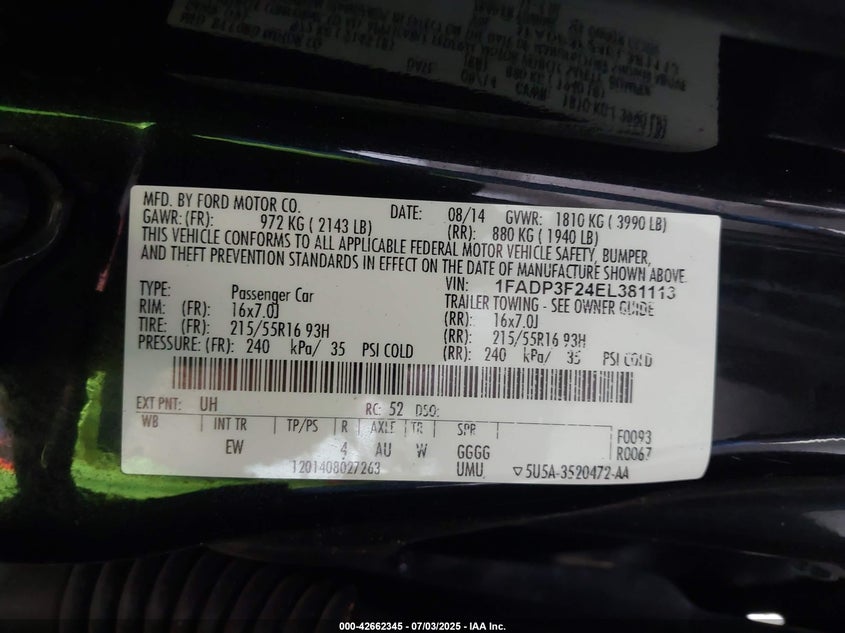 MFD. BY FORD MOTOR CO. DATE: 08/14 GVWR: 1810 KG ( 3990 LB)
GAWR: (FR): 972 KG ( 2143 LB) (RR): 880 KG ( 1940 LB)
THIS VEHICLE CONFORMS TO ALL APPLICABLE FEDERAL MOTOR VEHICLE SAFETY, BUMPER,
AND THEFT PREVENTION STANDARDS IN EFFECT ON THE DATE OF MANUFACTURE SHOWN ABOVE.
VIN: 1FADP3F24EL381113
TYPE: Passenger Car TRAILER TOWING - SEE OWNER GUIDE
RIM: (FR): 16x7.0J (RR): 16x7.0J
TIRE: (FR): 215/55R16 93H (RR): 215/55R16 93H
PRESSURE: (FR): 240 kPa/ 35 PSI COLD (RR): 240 kPa/ 35 PSI COLD
EXT PNT: UH RC: 52 DSO:
WB INT TR TP/PS R AXLE TR SPR F0093
EW 4 AU W GGGG R0067
1201408027263 UMU ▽5U5A-3520472-AA
000-42662345 / 07/03/2025 - IAA Inc.